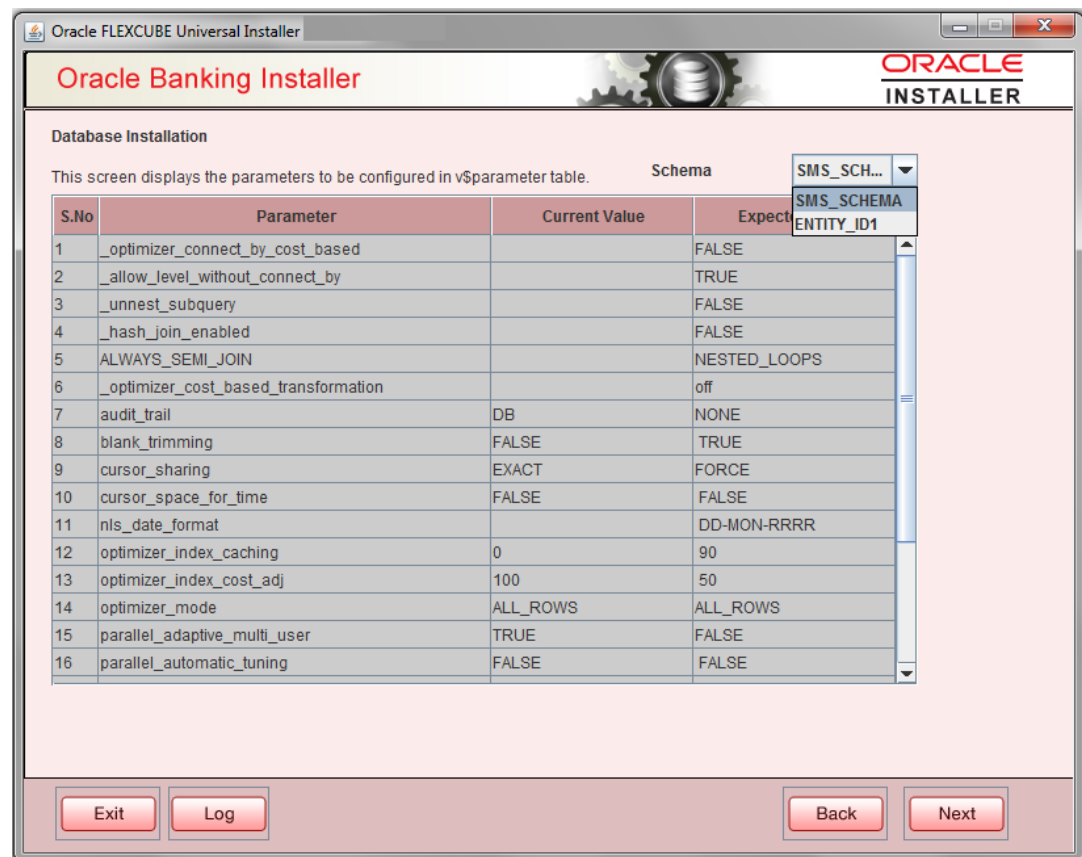 Oracle FLEXCUBE Universal Installer
Oracle Banking Installer
ORACLE
INSTALLER
Database Installation
This screen displays the parameters to be configured in v$parameter table.
Schema
SMS_SCH...
SMS_SCHEMA
ENTITY_ID1
S.No Parameter Current Value Expect
1 _optimizer_connect_by_cost_based FALSE
2 _allow_level_without_connect_by TRUE
3 _unnest_subquery FALSE
4 _hash_join_enabled FALSE
5 ALWAYS_SEMI_JOIN NESTED_LOOPS
6 _optimizer_cost_based_transformation off
7 audit_trail DB NONE
8 blank_trimming FALSE TRUE
9 cursor_sharing EXACT FORCE
10 cursor_space_for_time FALSE FALSE
11 nls_date_format DD-MON-RRRR
12 optimizer_index_caching 0 90
13 optimizer_index_cost_adj 100 50
14 optimizer_mode ALL_ROWS ALL_ROWS
15 parallel_adaptive_multi_user TRUE FALSE
16 parallel_automatic_tuning FALSE FALSE
Exit Log Back Next